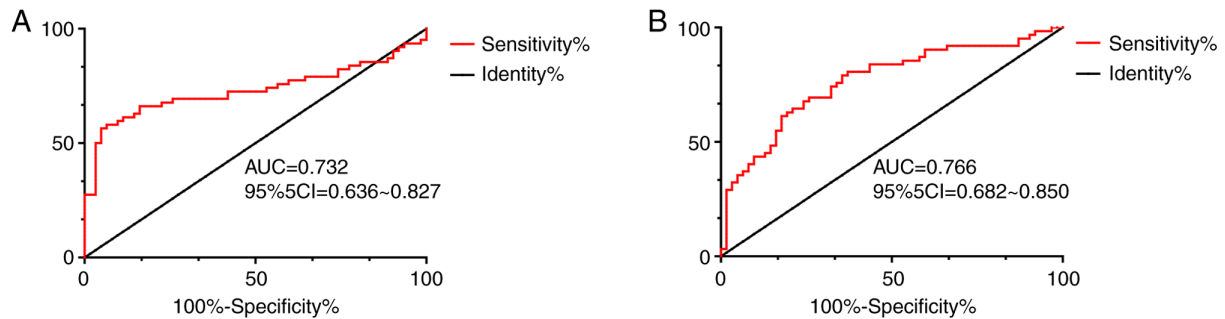 A
100
50
0
0
50
100
100%-Specificity%
Sensitivity%
Identity%
AUC=0.732
95%5CI=0.636~0.827
B
100
50
0
0
50
100
100%-Specificity%
Sensitivity%
Identity%
AUC=0.766
95%5CI=0.682~0.850